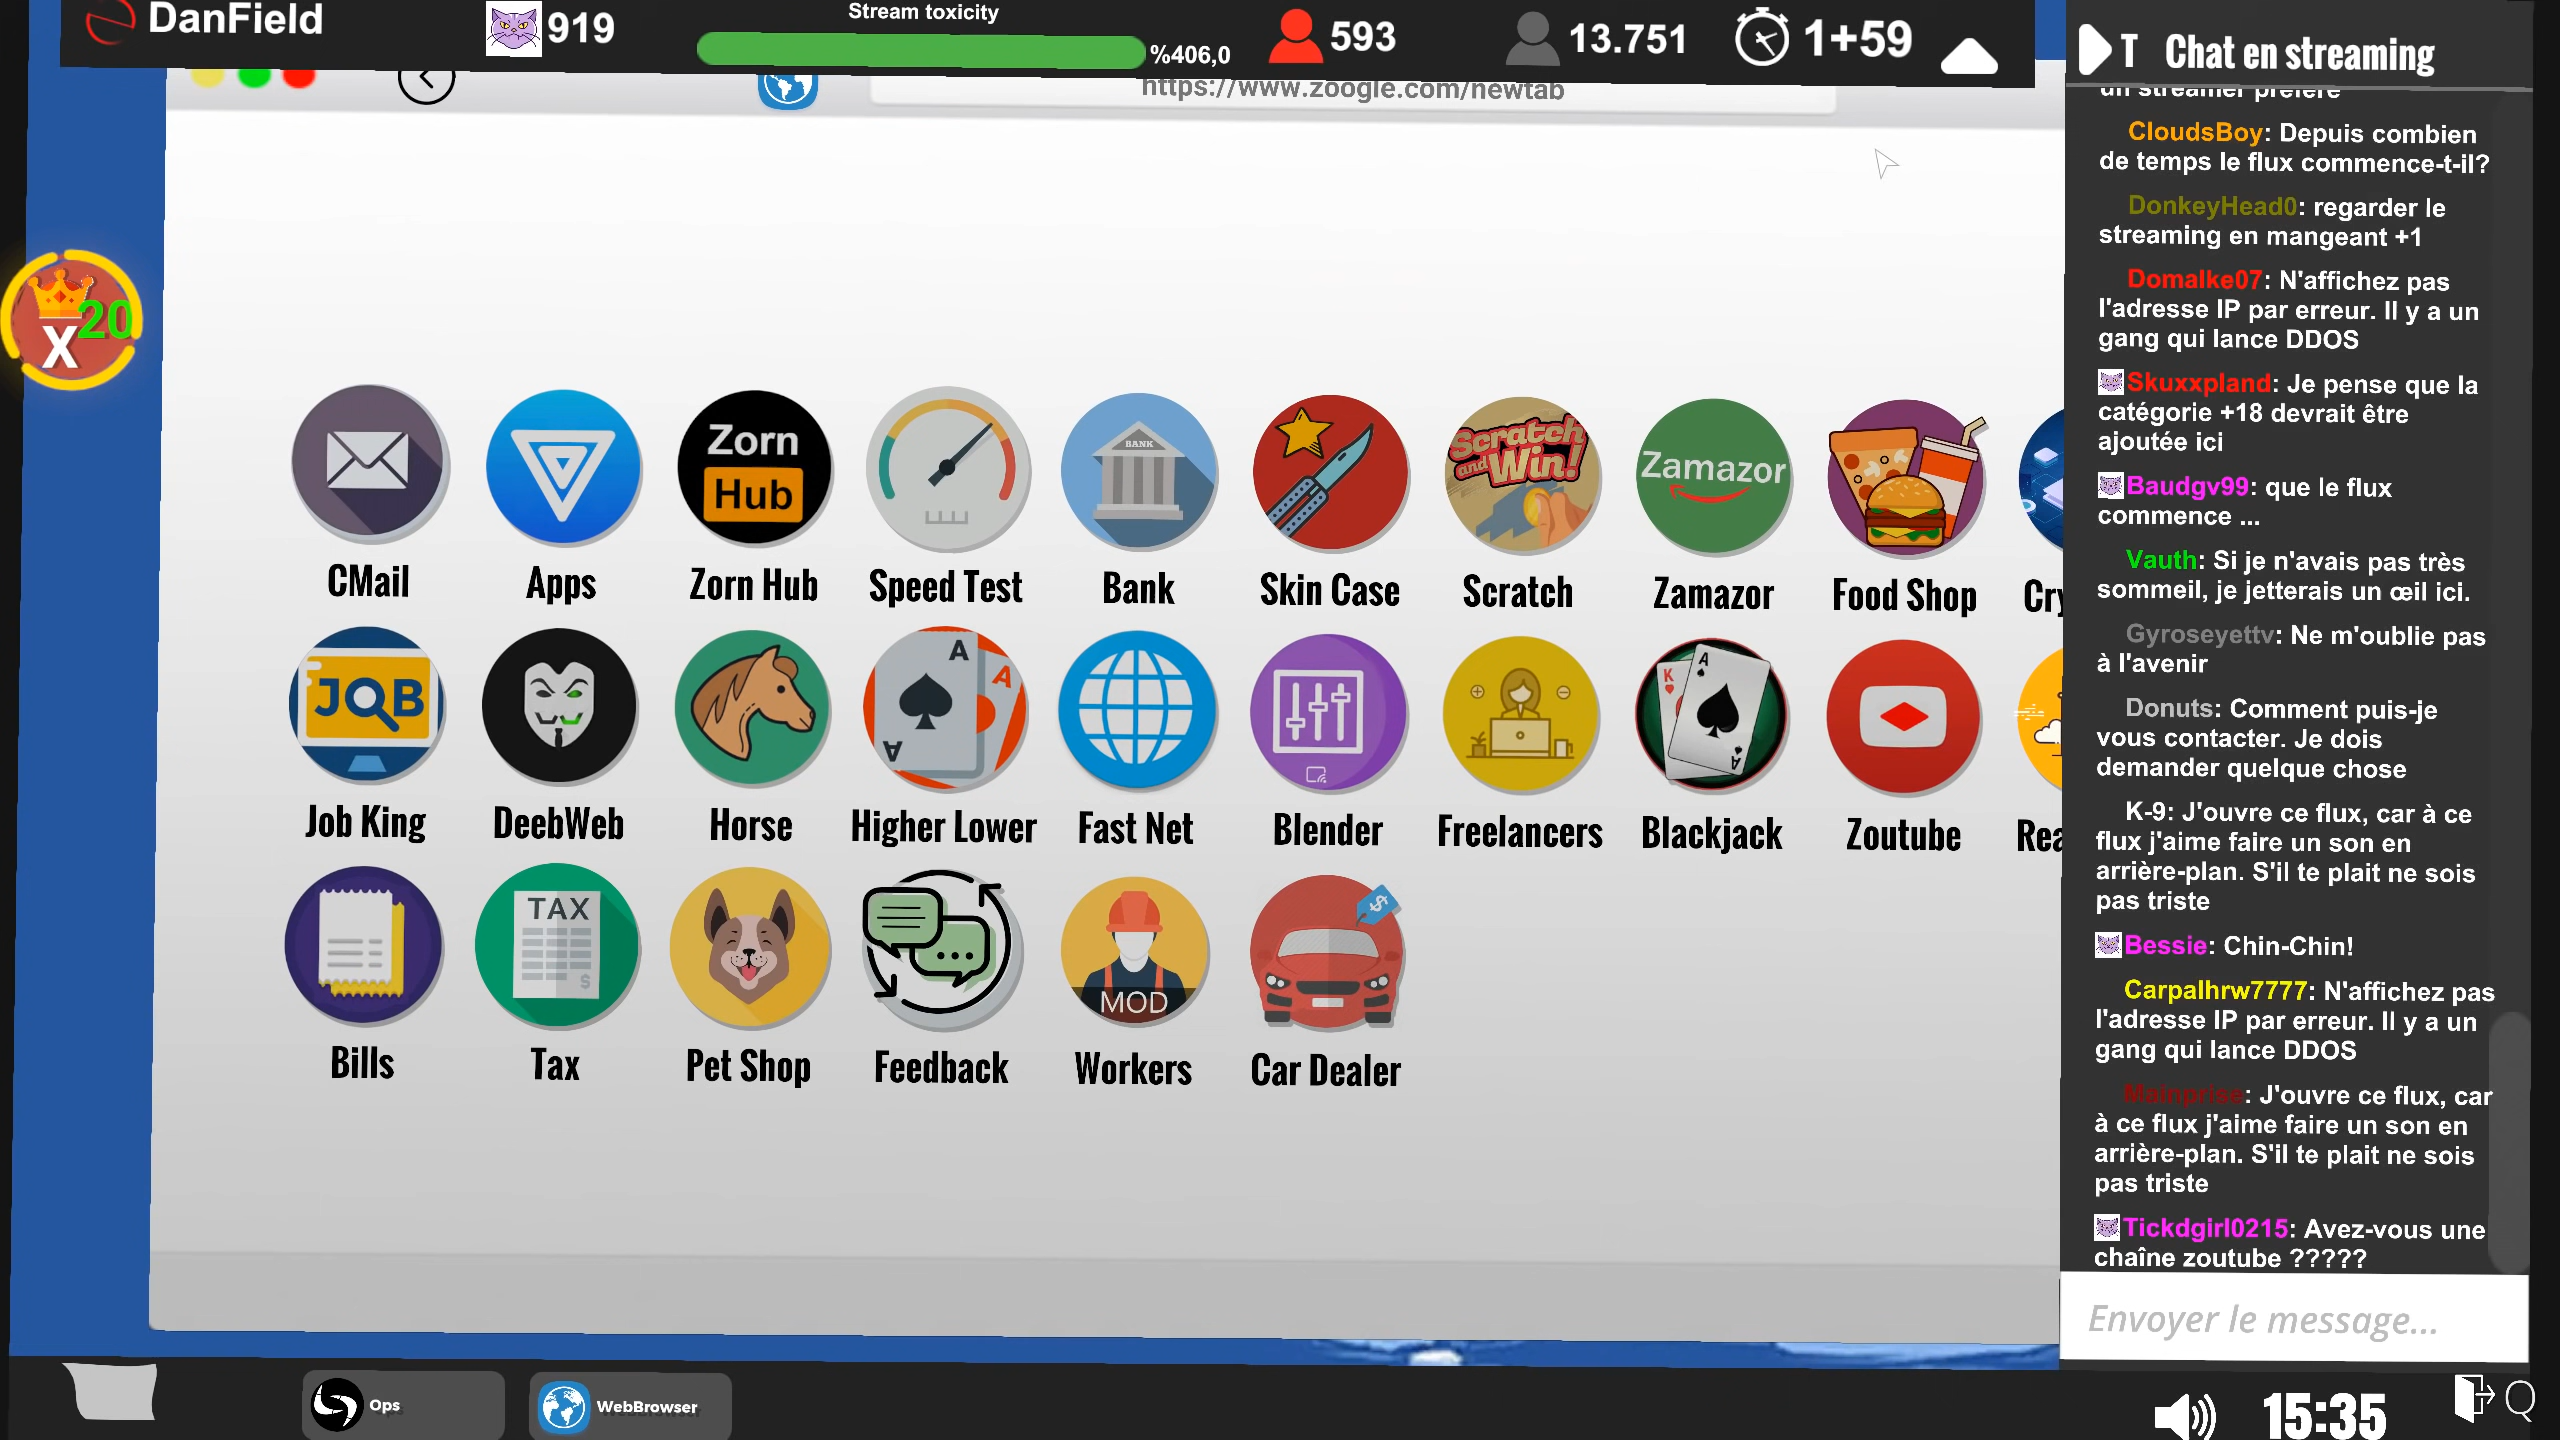 DanField
919
Stream toxicity
%406,0
593
13.751
1+59
T Chat en streaming
https://www.zoogle.com/newtab
X 20
Zorn
Hub
BANK
Scratch
and Win!
Zamazor
CMail
Apps
Zorn Hub
Speed Test
Bank
Skin Case
Scratch
Zamazor
Food Shop
JOB
A
A
A
K
A
A
Job King
DeebWeb
Horse
Higher Lower
Fast Net
Blender
Freelancers
Blackjack
Zoutube
TAX
$
MOD
$
Bills
Tax
Pet Shop
Feedback
Workers
Car Dealer
un streamer préféré
CloudsBoy: Depuis combien
de temps le flux commence-t-il?
DonkeyHead0: regarder le
streaming en mangeant +1
Domalke07: N'affichez pas
l'adresse IP par erreur. Il y a un
gang qui lance DDOS
Skuxxpland: Je pense que la
catégorie +18 devrait être
ajoutée ici
Baudgv99: que le flux
commence ...
Vauth: Si je n'avais pas très
sommeil, je jetterais un œil ici.
Gyroseyettv: Ne m'oublie pas
à l'avenir
Donuts: Comment puis-je
vous contacter. Je dois
demander quelque chose
K-9: J'ouvre ce flux, car à ce
flux j'aime faire un son en
arrière-plan. S'il te plait ne sois
pas triste
Bessie: Chin-Chin!
Carpalhrw7777: N'affichez pas
l'adresse IP par erreur. Il y a un
gang qui lance DDOS
Mainprise: J'ouvre ce flux, car
à ce flux j'aime faire un son en
arrière-plan. S'il te plait ne sois
pas triste
Tickdgirl0215: Avez-vous une
chaîne zoutube ?????
Envoyer le message...
Ops
WebBrowser
15:35
Q